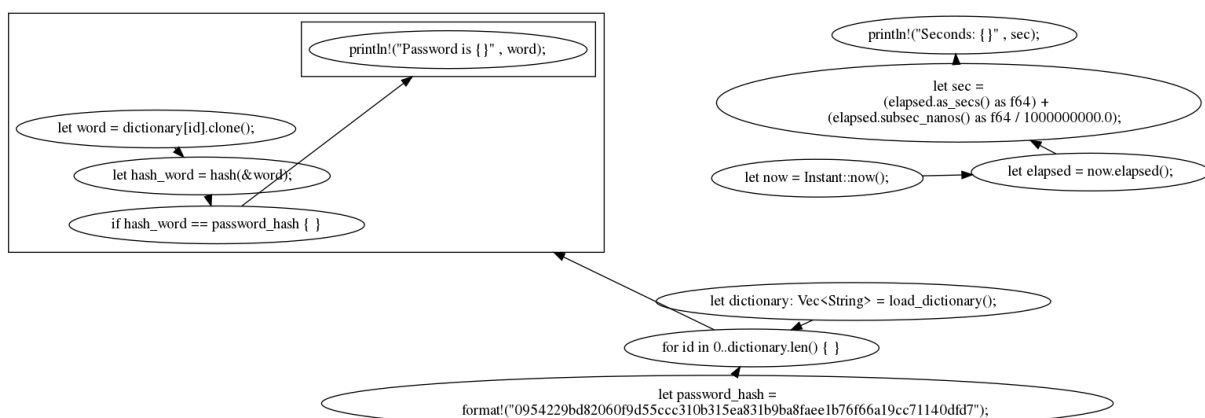 println!("Password is {}" , word);
let word = dictionary[id].clone();
let hash_word = hash(&word);
if hash_word == password_hash { }
println!("Seconds: {}" , sec);
let sec =
(elapsed.as_secs() as f64) +
(elapsed.subsec_nanos() as f64 / 1000000000.0);
let now = Instant::now();
let elapsed = now.elapsed();
let dictionary: Vec<String> = load_dictionary();
for id in 0..dictionary.len() { }
let password_hash =
format!("0954229bd82060f9d55ccc310b315ea831b9ba8faee1b76f66a19cc71140dfd7");